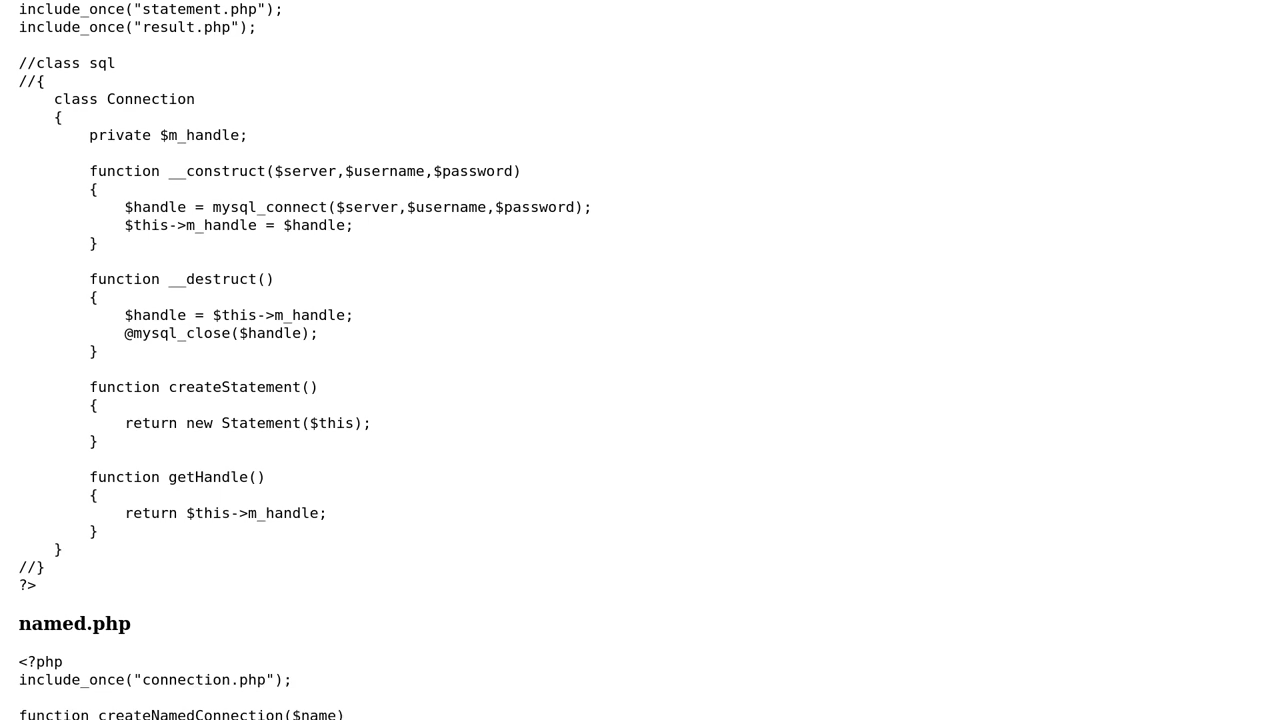 include_once("statement.php");
include_once("result.php");

//class sql
//{
    class Connection
    {
        private $m_handle;

        function __construct($server,$username,$password)
        {
            $handle = mysql_connect($server,$username,$password);
            $this->m_handle = $handle;
        }

        function __destruct()
        {
            $handle = $this->m_handle;
            @mysql_close($handle);
        }

        function createStatement()
        {
            return new Statement($this);
        }

        function getHandle()
        {
            return $this->m_handle;
        }
    }
//}
?>

named.php

<?php
include_once("connection.php");

function createNamedConnection($name)